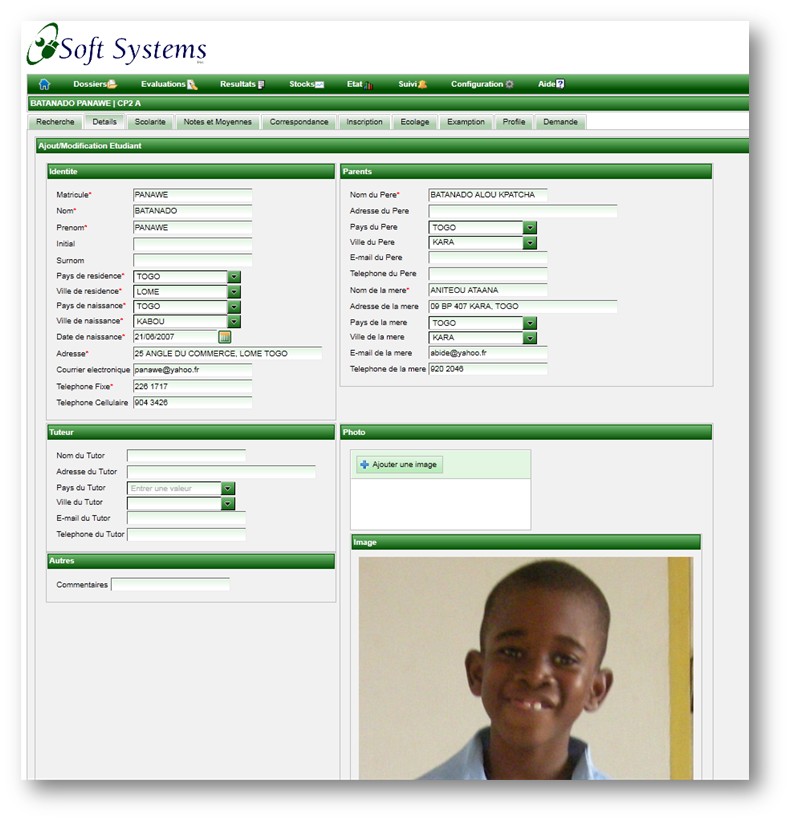 Soft Systems
Dossiers Evaluations Resultats Stocks Etat Suivi Configuration Aide
BATANADO PANAWE | CP2 A
Recherche Details Scolarite Notes et Moyennes Correspondance Inscription Ecolage Examption Profile Demande
Ajout/Modification Etudiant
Identite
Matricule* PANAWE
Nom* BATANADO
Prenom* PANAWE
Initial
Surnom
Pays de residence* TOGO
Ville de residence* LOME
Pays de naissance* TOGO
Ville de naissance* KABOU
Date de naissance* 21/06/2007
Adresse* 25 ANGLE DU COMMERCE, LOME TOGO
Courrier electronique panawe@yahoo.fr
Telephone Fixe* 226 1717
Telephone Cellulaire 904 3426
Parents
Nom du Pere* BATANADO ALOU KPATCHA
Adresse du Pere
Pays du Pere TOGO
Ville du Pere KARA
E-mail du Pere
Telephone du Pere
Nom de la mere* ANITEOU ATAANA
Adresse de la mere 09 BP 407 KARA, TOGO
Pays de la mere TOGO
Ville de la mere KARA
E-mail de la mere abide@yahoo.fr
Telephone de la mere 920 2046
Tuteur
Nom du Tutor
Adresse du Tutor
Pays du Tutor Entrer une valeur
Ville du Tutor
E-mail du Tutor
Telephone du Tutor
Autres
Commentaires
Photo
Ajouter une image
Image